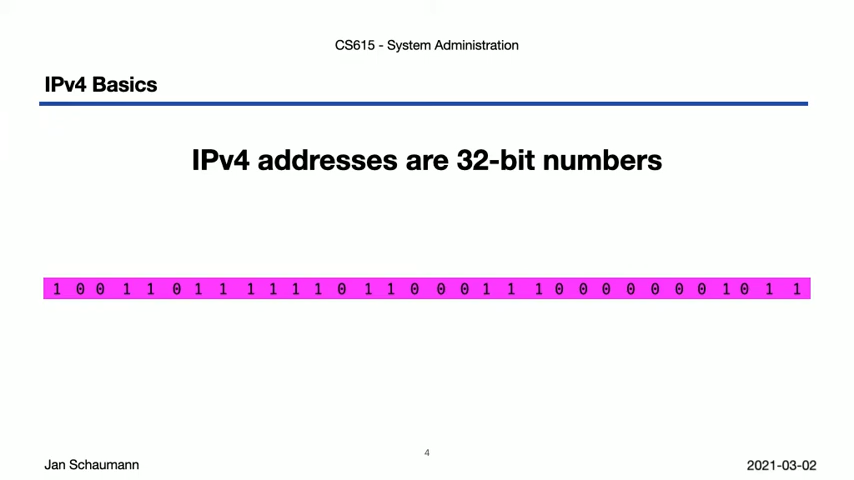 CS615 - System Administration
IPv4 Basics
IPv4 addresses are 32-bit numbers
1 0 0 1 1 0 1 1 1 1 1 0 1 1 0 0 0 1 1 1 0 0 0 0 0 0 0 1 0 1 1
4
Jan Schaumann
2021-03-02